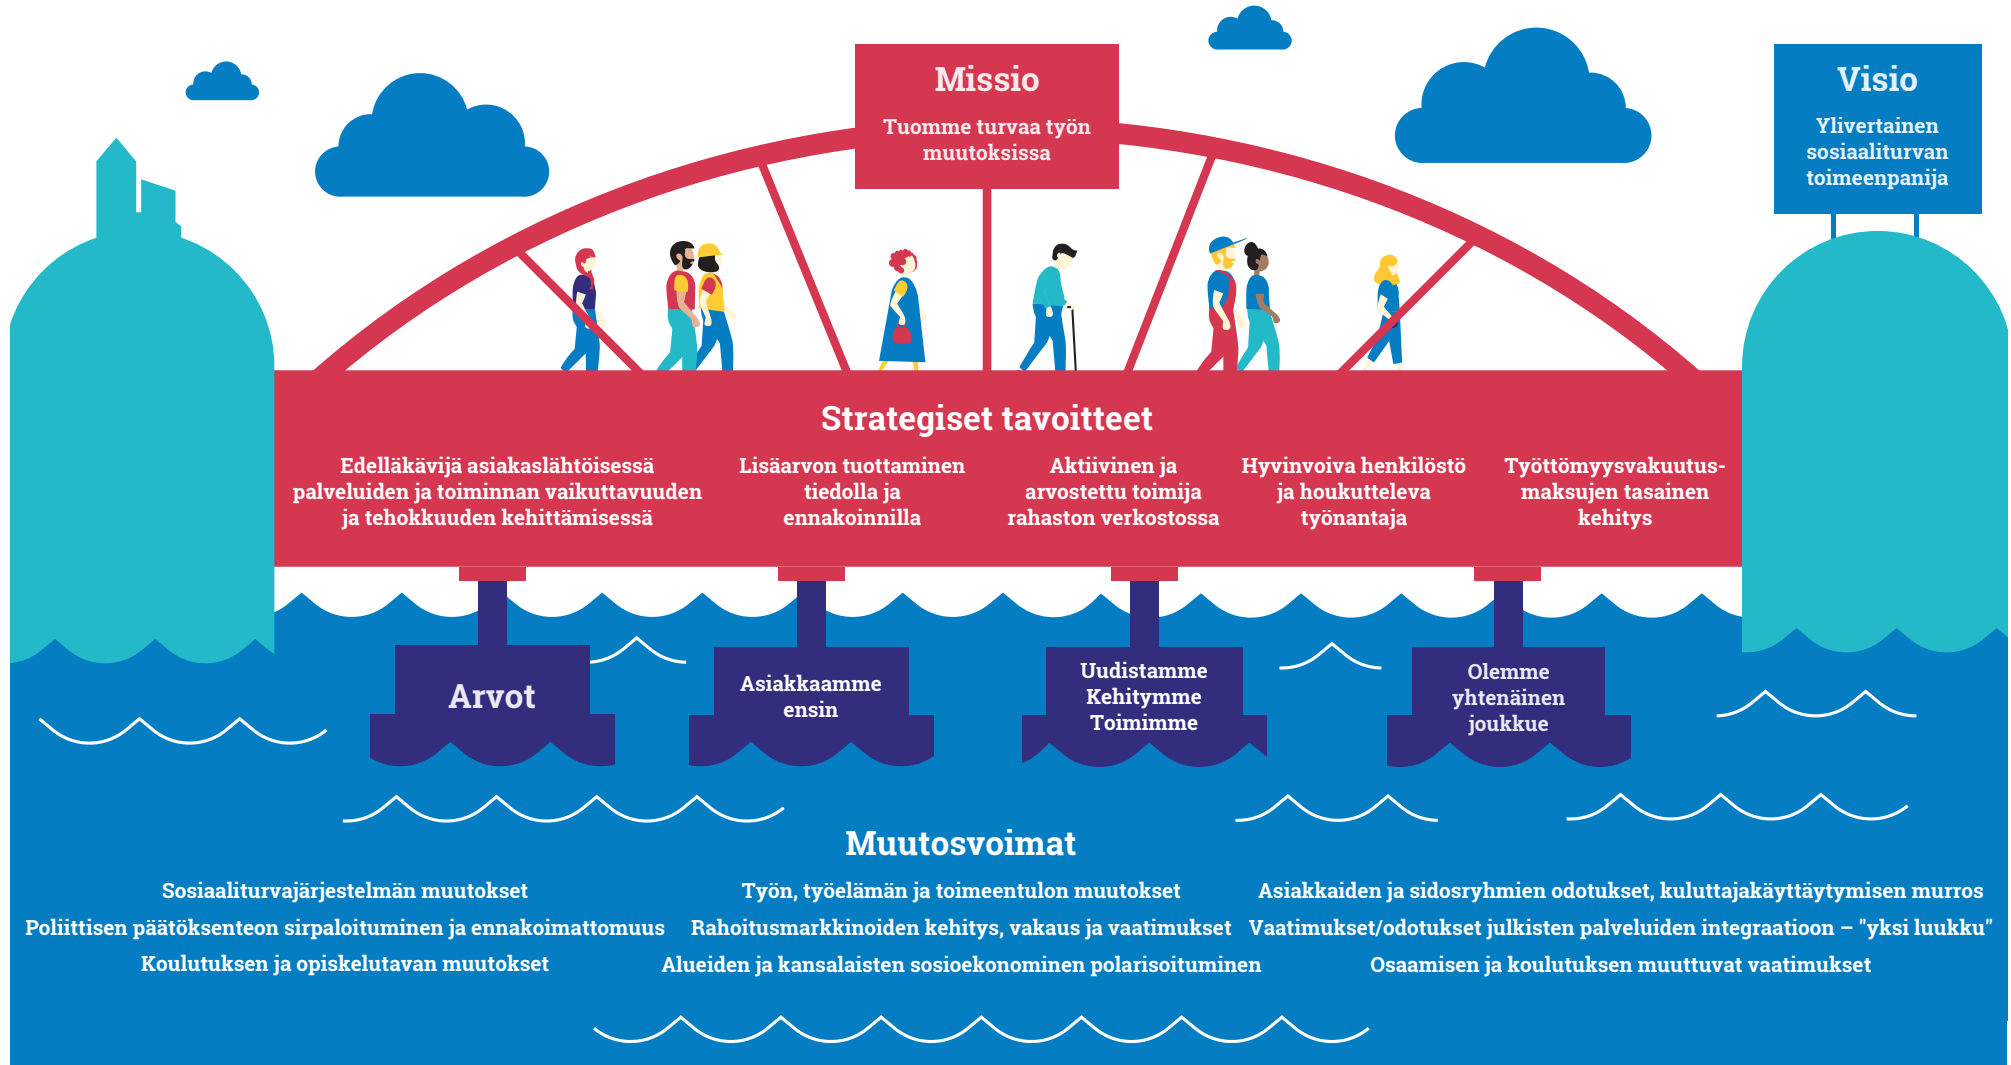 Missio
Tuomme turvaa työn
muutoksissa
Visio
Ylivertainen
sosiaaliturvan
toimeenpanija
Strategiset tavoitteet
Edelläkävijä asiakaslähtöisessä
palveluiden ja toiminnan vaikuttavuuden
ja tehokkuuden kehittämisessä
Lisäarvon tuottaminen
tiedolla ja
ennakoinnilla
Aktiivinen ja
arvostettu toimija
rahaston verkostossa
Hyvinvoiva henkilöstö
ja houkutteleva
työnantaja
Työttömyysvakuutus-
maksujen tasainen
kehitys
Arvot
Asiakkaamme
ensin
Uudistamme
Kehitymme
Toimimme
Olemme
yhtenäinen
joukkue
Muutosvoimat
Sosiaaliturvajärjestelmän muutokset
Poliittisen päätöksenteon sirpaloituminen ja ennakoimattomuus
Koulutuksen ja opiskelutavan muutokset
Työn, työelämän ja toimeentulon muutokset
Rahoitusmarkkinoiden kehitys, vakaus ja vaatimukset
Alueiden ja kansalaisten sosioekonominen polarisoituminen
Asiakkaiden ja sidosryhmien odotukset, kuluttajakäyttäytymisen murros
Vaatimukset/odotukset julkisten palveluiden integraatioon – "yksi luukku"
Osaamisen ja koulutuksen muuttuvat vaatimukset